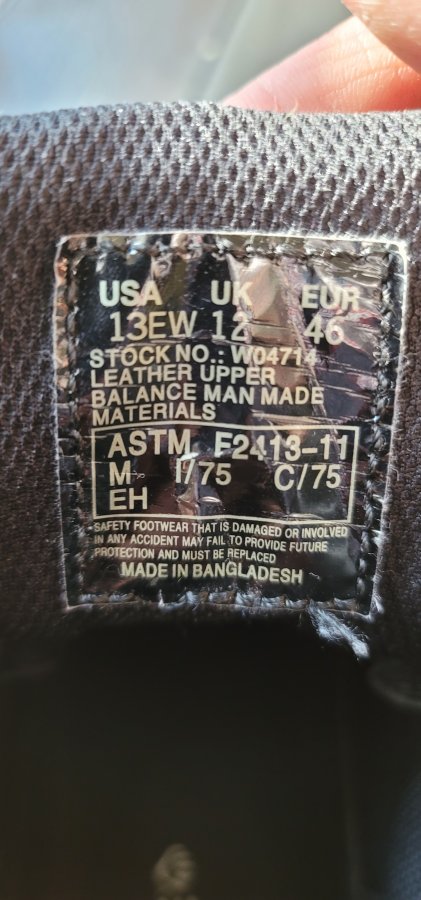 USA UK EUR
13EW 12 46
STOCK NO.: W04714
LEATHER UPPER
BALANCE MAN MADE
MATERIALS
ASTM F2413-11
M I/75 C/75
EH
SAFETY FOOTWEAR THAT IS DAMAGED OR INVOLVED
IN ANY ACCIDENT MAY FAIL TO PROVIDE FUTURE
PROTECTION AND MUST BE REPLACED
MADE IN BANGLADESH